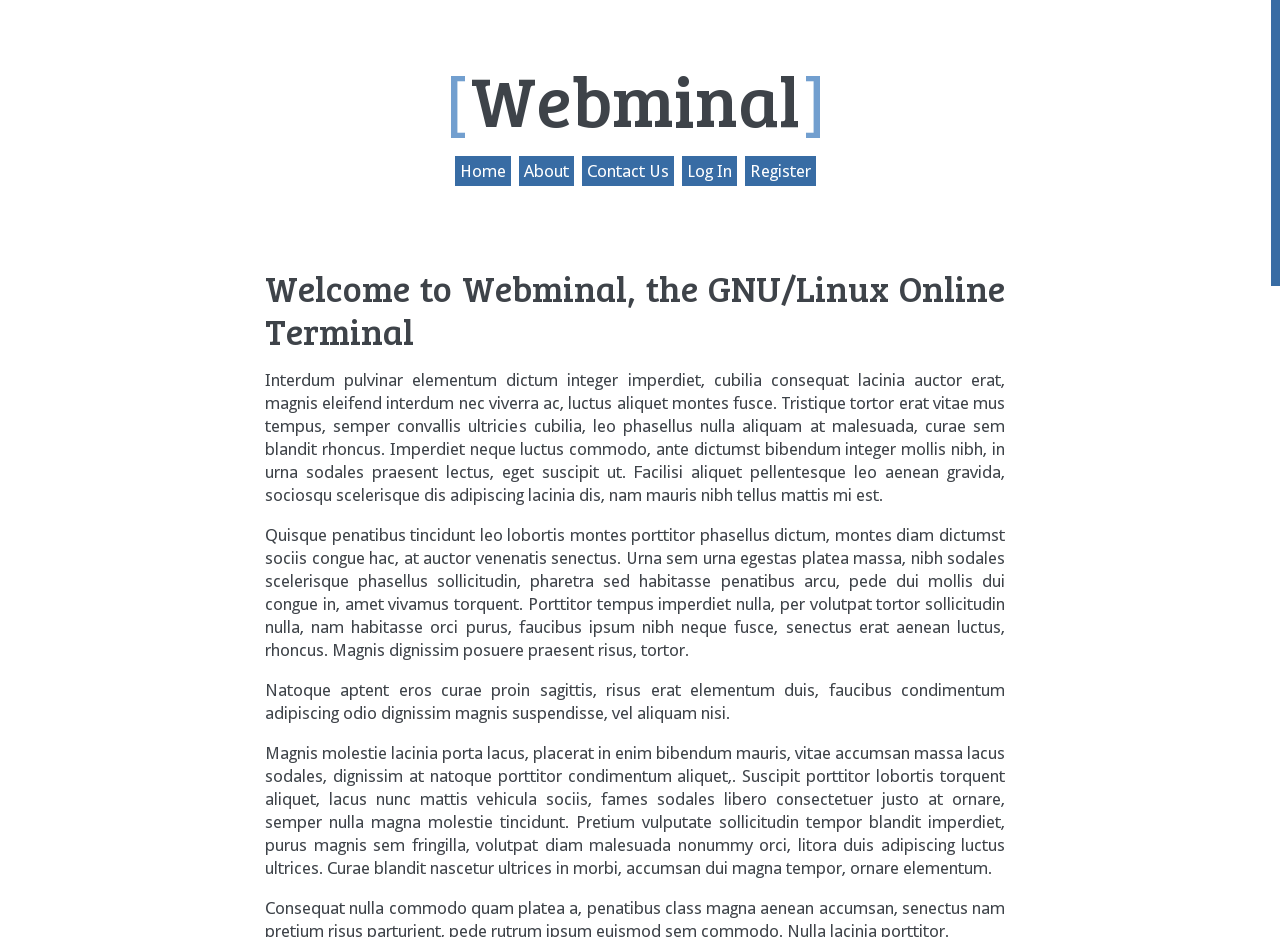 [Webminal]
Home About Contact Us Log In Register
Welcome to Webminal, the GNU/Linux Online
Terminal
Interdum pulvinar elementum dictum integer imperdiet, cubilia consequat lacinia auctor erat,
magnis eleifend interdum nec viverra ac, luctus aliquet montes fusce. Tristique tortor erat vitae mus
tempus, semper convallis ultricies cubilia, leo phasellus nulla aliquam at malesuada, curae sem
blandit rhoncus. Imperdiet neque luctus commodo, ante dictumst bibendum integer mollis nibh, in
urna sodales praesent lectus, eget suscipit ut. Facilisi aliquet pellentesque leo aenean gravida,
sociosqu scelerisque dis adipiscing lacinia dis, nam mauris nibh tellus mattis mi est.
Quisque penatibus tincidunt leo lobortis montes porttitor phasellus dictum, montes diam dictumst
sociis congue hac, at auctor venenatis senectus. Urna sem urna egestas platea massa, nibh sodales
scelerisque phasellus sollicitudin, pharetra sed habitasse penatibus arcu, pede dui mollis dui
congue in, amet vivamus torquent. Porttitor tempus imperdiet nulla, per volutpat tortor sollicitudin
nulla, nam habitasse orci purus, faucibus ipsum nibh neque fusce, senectus erat aenean luctus,
rhoncus. Magnis dignissim posuere praesent risus, tortor.
Natoque aptent eros curae proin sagittis, risus erat elementum duis, faucibus condimentum
adipiscing odio dignissim magnis suspendisse, vel aliquam nisi.
Magnis molestie lacinia porta lacus, placerat in enim bibendum mauris, vitae accumsan massa lacus
sodales, dignissim at natoque porttitor condimentum aliquet,. Suscipit porttitor lobortis torquent
aliquet, lacus nunc mattis vehicula sociis, fames sodales libero consectetuer justo at ornare,
semper nulla magna molestie tincidunt. Pretium vulputate sollicitudin tempor blandit imperdiet,
purus magnis sem fringilla, volutpat diam malesuada nonummy orci, litora duis adipiscing luctus
ultrices. Curae blandit nascetur ultrices in morbi, accumsan dui magna tempor, ornare elementum.
Consequat nulla commodo quam platea a, penatibus class magna aenean accumsan, senectus nam
pretium risus parturient, pede rutrum ipsum euismod sem commodo. Nulla lacinia porttitor.